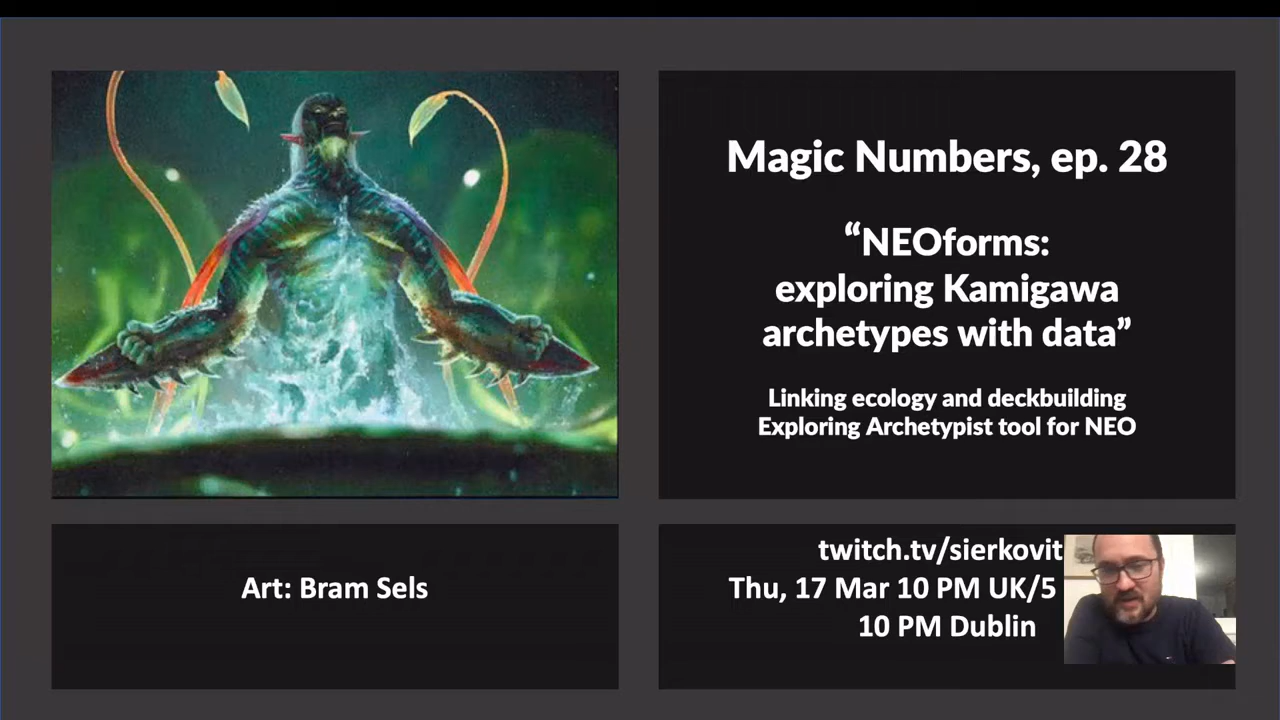 Magic Numbers, ep. 28
“NEOforms:
exploring Kamigawa
archetypes with data”
Linking ecology and deckbuilding
Exploring Archetypist tool for NEO
Art: Bram Sels
twitch.tv/sierkovit
Thu, 17 Mar 10 PM UK/5
10 PM Dublin